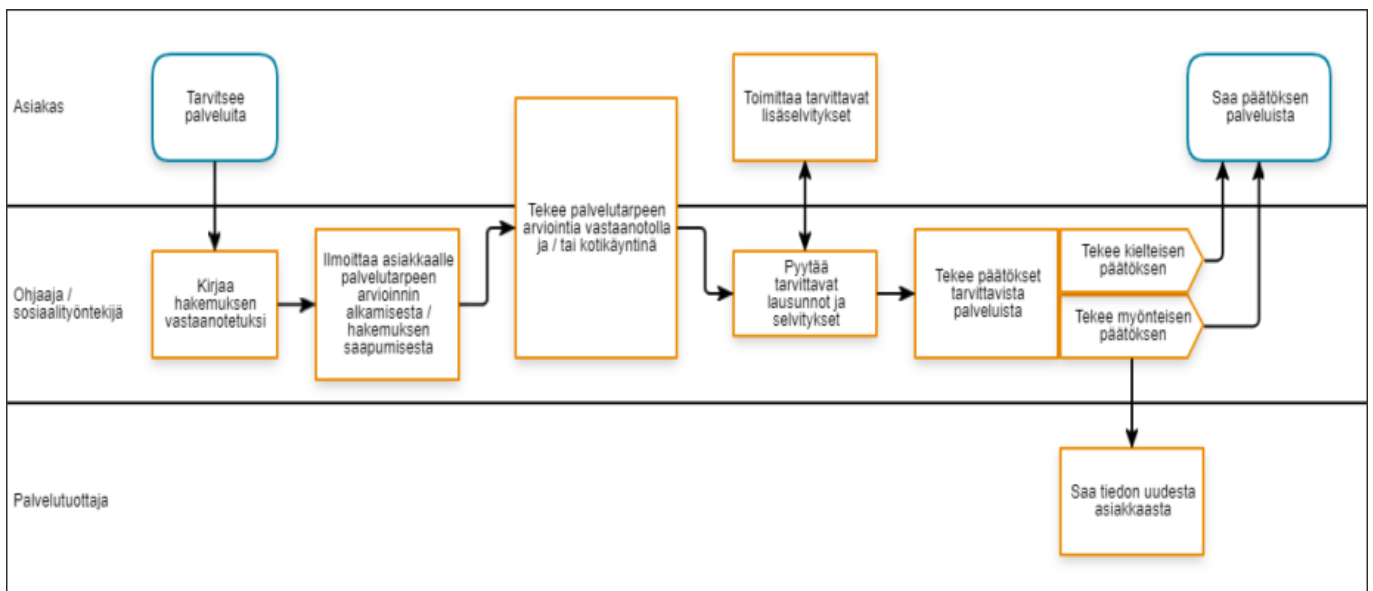 Asiakas
Tarvitsee
palveluita
Toimittaa tarvittavat
lisäselvitykset
Saa päätöksen
palveluista
Ohjaaja /
sosiaalityöntekijä
Kirjaa
hakemuksen
vastaanotetuksi
Ilmoittaa asiakkaalle
palvelutarpeen
arvioinnin
alkamisesta /
hakemuksen
saapumisesta
Tekee palvelutarpeen
arviointia vastaanotolla
ja / tai kotikäyntinä
Pyytää
tarvittavat
lausunnot ja
selvitykset
Tekee päätökset
tarvittavista
palveluista
Tekee kielteisen
päätöksen
Tekee myönteisen
päätöksen
Palvelutuottaja
Saa tiedon uudesta
asiakkaasta